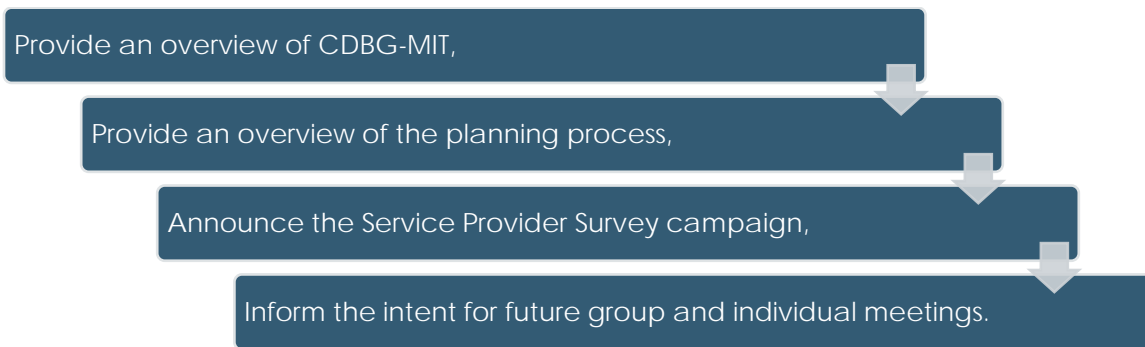 Provide an overview of CDBG-MIT,
Provide an overview of the planning process,
Announce the Service Provider Survey campaign,
Inform the intent for future group and individual meetings.